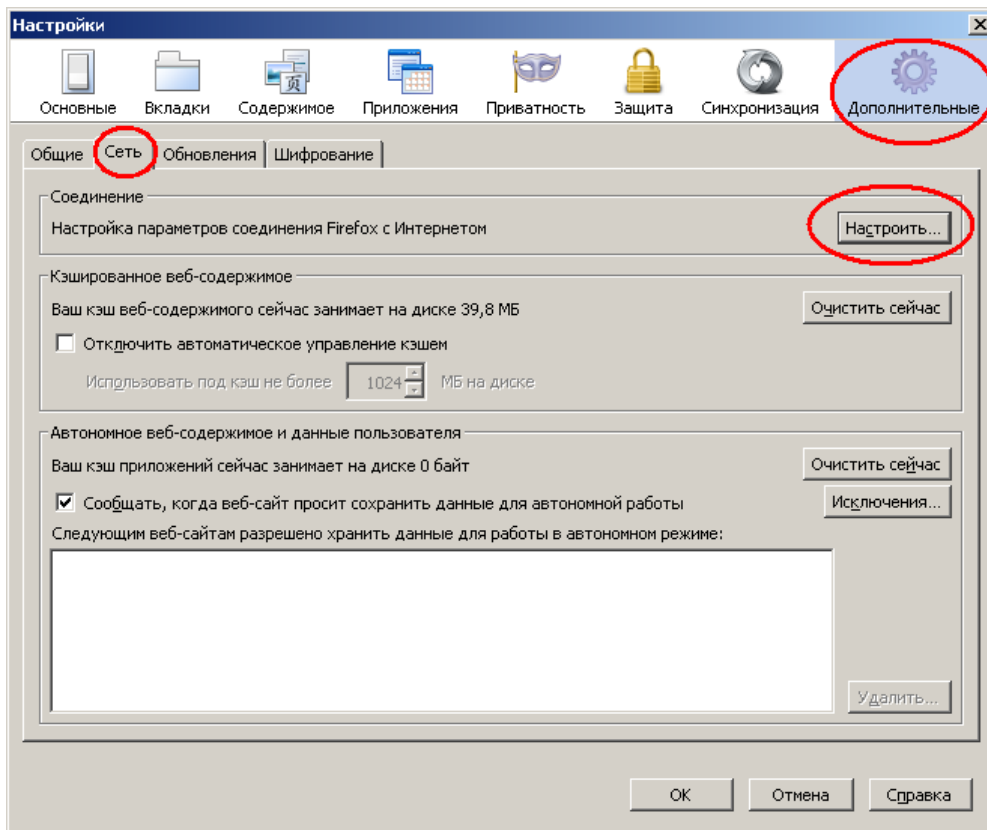 Настройки
Основные Вкладки Содержимое Приложения Приватность Защита Синхронизация Дополнительные
Общие Сеть Обновления Шифрование
Соединение
Настройка параметров соединения Firefox с Интернетом Настроить...
Кэшированное веб-содержимое
Ваш кэш веб-содержимого сейчас занимает на диске 39,8 МБ Очистить сейчас
Отключить автоматическое управление кэшем
Использовать под кэш не более 1024 МБ на диске
Автономное веб-содержимое и данные пользователя
Ваш кэш приложений сейчас занимает на диске 0 байт Очистить сейчас
Сообщать, когда веб-сайт просит сохранить данные для автономной работы Исключения...
Следующим веб-сайтам разрешено хранить данные для работы в автономном режиме:
Удалить...
OK Отмена Справка